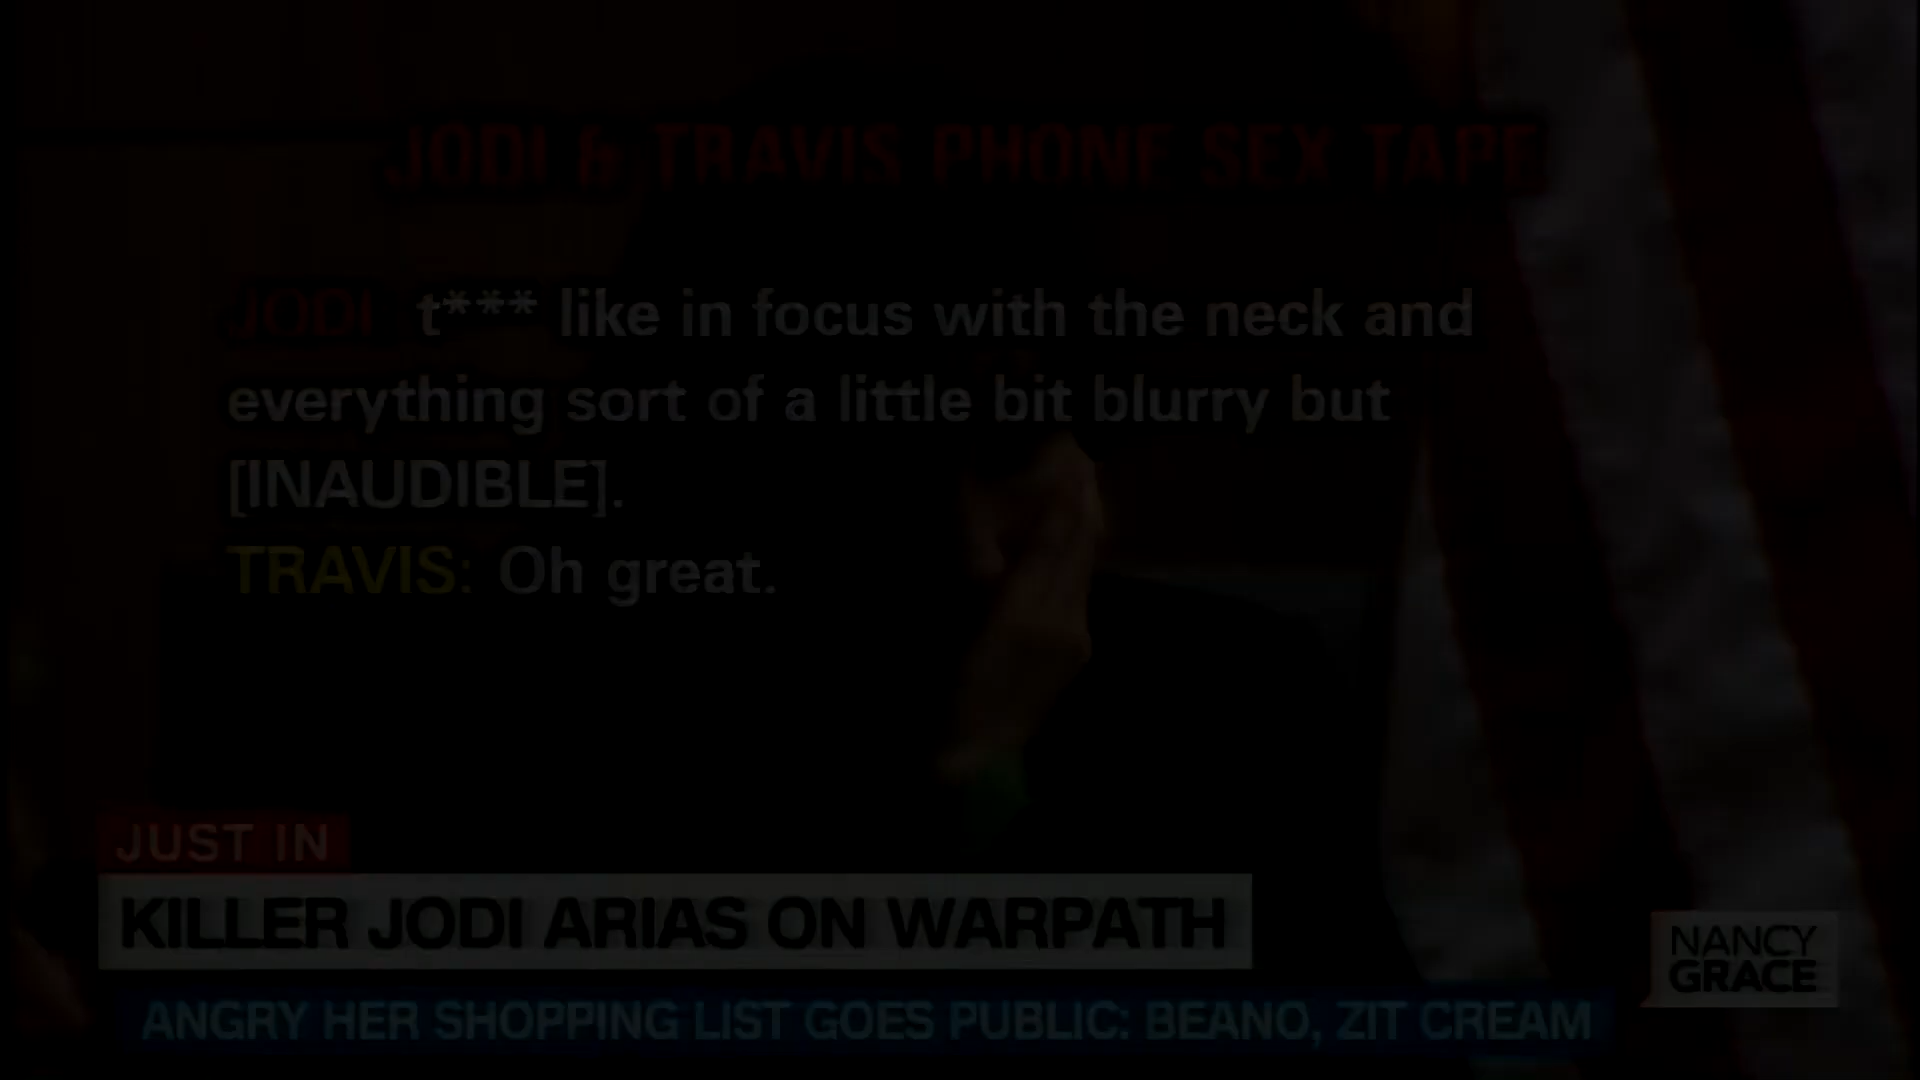 JODI & TRAVIS PHONE SEX TAPE
JODI: t*** like in focus with the neck and
everything sort of a little bit blurry but
[INAUDIBLE].
TRAVIS: Oh great.
JUST IN
KILLER JODI ARIAS ON WARPATH
NANCY
GRACE
ANGRY HER SHOPPING LIST GOES PUBLIC: BEANO, ZIT CREAM